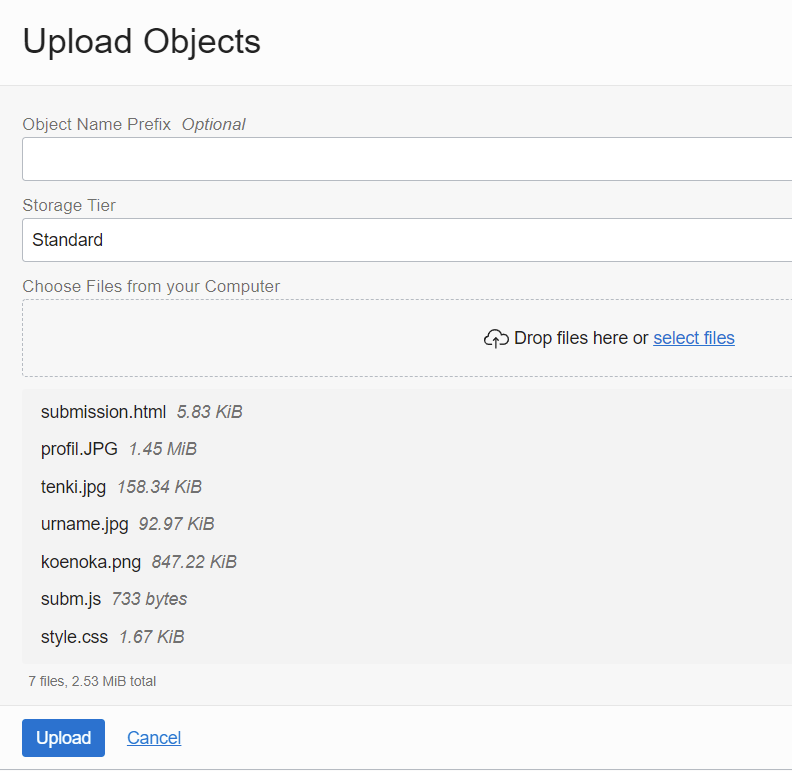 Upload Objects
Object Name Prefix Optional
Storage Tier
Standard
Choose Files from your Computer
Drop files here or select files
submission.html 5.83 KiB
profil.JPG 1.45 MiB
tenki.jpg 158.34 KiB
urname.jpg 92.97 KiB
koenoka.png 847.22 KiB
subm.js 733 bytes
style.css 1.67 KiB
7 files, 2.53 MiB total
Upload Cancel